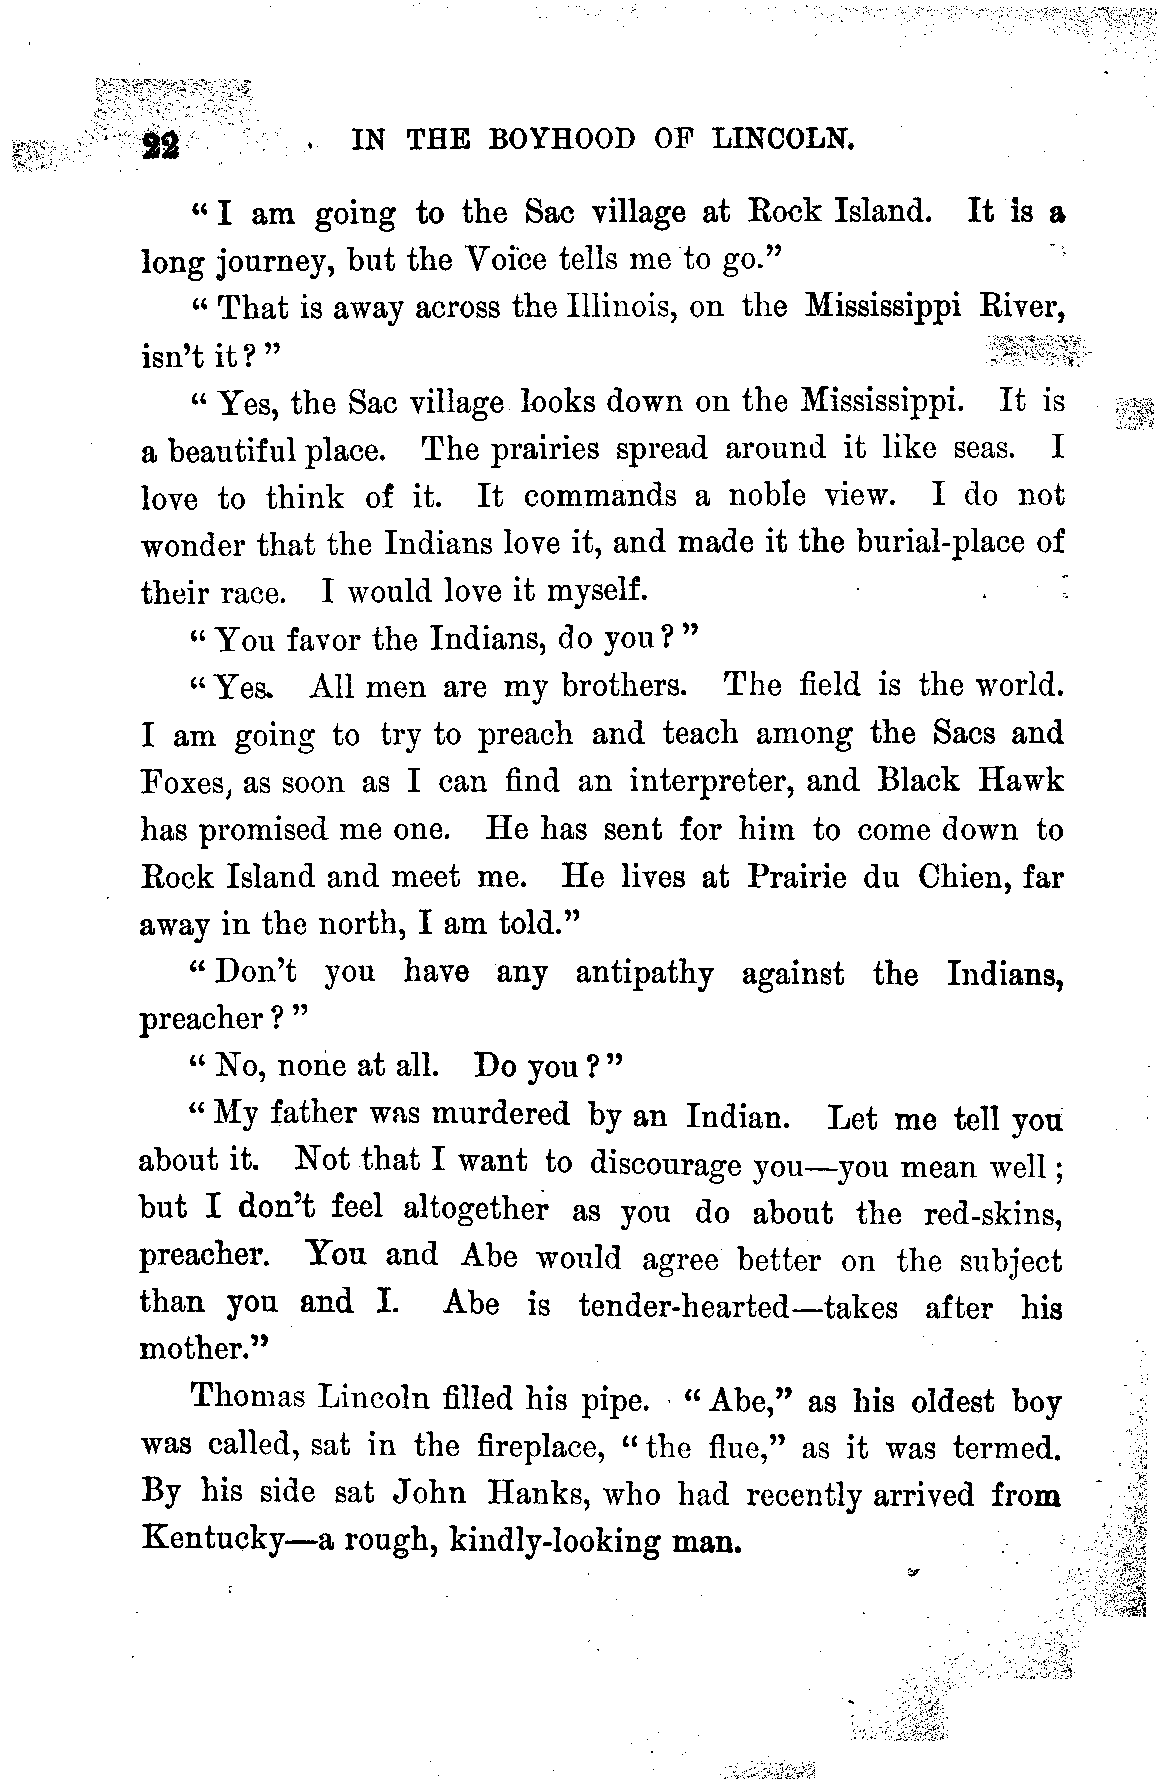 22 IN THE BOYHOOD OF LINCOLN.
“ I am going to the Sac village at Rock Island. It is a
long journey, but the Voice tells me to go.”
“ That is away across the Illinois, on the Mississippi River,
isn’t it? ”
“ Yes, the Sac village looks down on the Mississippi. It is
a beautiful place. The prairies spread around it like seas. I
love to think of it. It commands a noble view. I do not
wonder that the Indians love it, and made it the burial-place of
their race. I would love it myself.
“ You favor the Indians, do you? ”
“ Yes. All men are my brothers. The field is the world.
I am going to try to preach and teach among the Sacs and
Foxes, as soon as I can find an interpreter, and Black Hawk
has promised me one. He has sent for him to come down to
Rock Island and meet me. He lives at Prairie du Chien, far
away in the north, I am told.”
“ Don’t you have any antipathy against the Indians,
preacher? ”
“ No, none at all. Do you? ”
“ My father was murdered by an Indian. Let me tell you
about it. Not that I want to discourage you—you mean well ;
but I don’t feel altogether as you do about the red-skins,
preacher. You and Abe would agree better on the subject
than you and I. Abe is tender-hearted—takes after his
mother.”
Thomas Lincoln filled his pipe. “ Abe,” as his oldest boy
was called, sat in the fireplace, “ the flue,” as it was termed.
By his side sat John Hanks, who had recently arrived from
Kentucky—a rough, kindly-looking man.